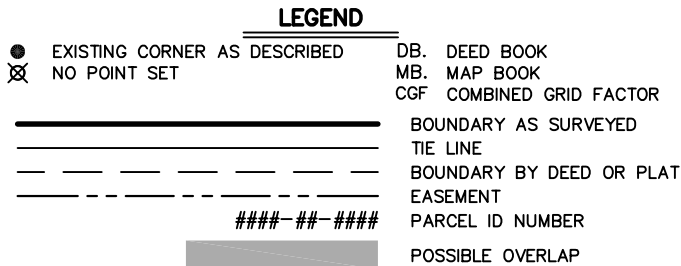 LEGEND
EXISTING CORNER AS DESCRIBED
NO POINT SET
DB. DEED BOOK
MB. MAP BOOK
CGF COMBINED GRID FACTOR
BOUNDARY AS SURVEYED
TIE LINE
BOUNDARY BY DEED OR PLAT
EASEMENT
####-##-#### PARCEL ID NUMBER
POSSIBLE OVERLAP